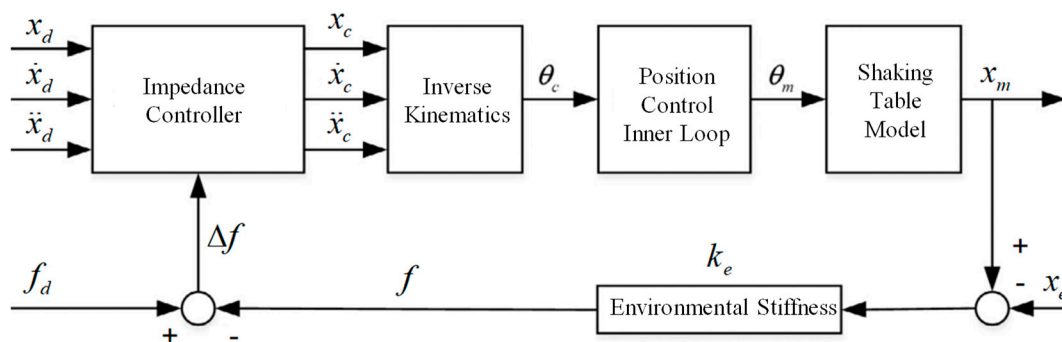 x_d
ẋ_d
ẍ_d
Impedance
Controller
x_c
ẋ_c
ẍ_c
Inverse
Kinematics
θ_c
Position
Control
Inner Loop
θ_m
Shaking
Table
Model
x_m
Δf
f_d
+
-
f
k_e
Environmental Stiffness
+
-
x_e